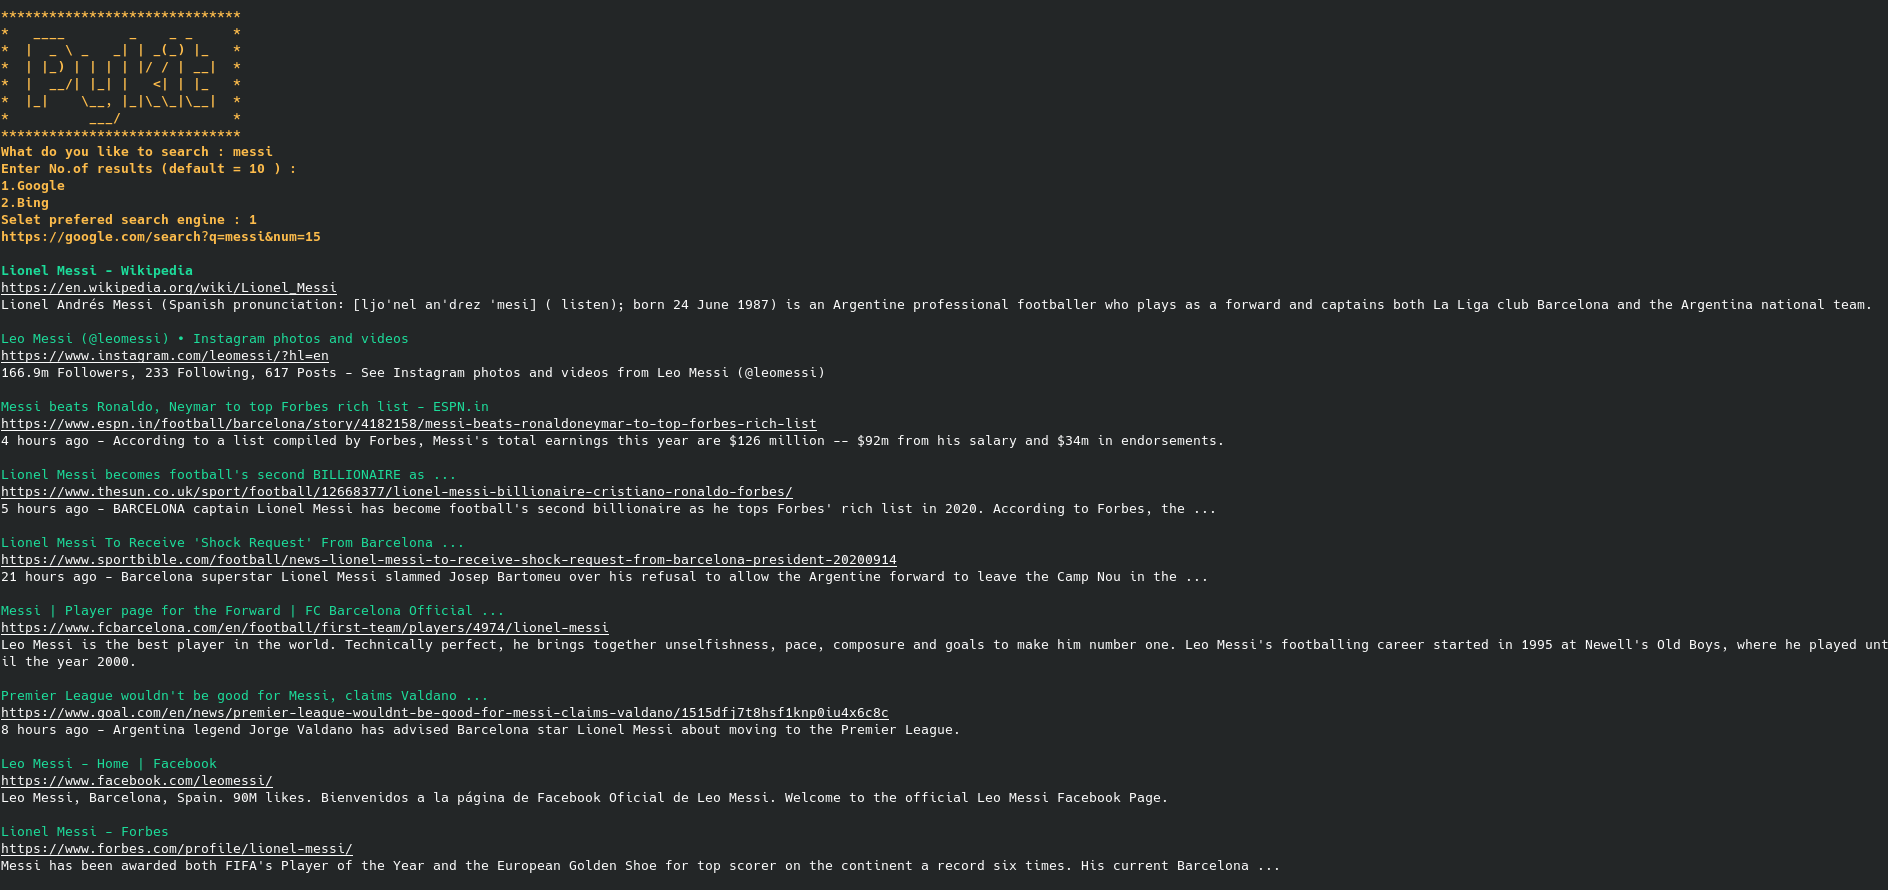 *******************************
*   ____        _    _ _     *
*  |  _ \ _   _| | _(_) |_   *
*  | |_) | | | | |/ / | __|  *
*  |  __/| |_| |   <| | |_   *
*  |_|    \__, |_|\_\_|\__|  *
*          ___/              *
*******************************
What do you like to search : messi
Enter No.of results (default = 10 ) :
1.Google
2.Bing
Selet prefered search engine : 1
https://google.com/search?q=messi&num=15
Lionel Messi - Wikipedia
https://en.wikipedia.org/wiki/Lionel_Messi
Lionel Andrés Messi (Spanish pronunciation: [ljoˈnel anˈdɾez ˈmesi] ( listen); born 24 June 1987) is an Argentine professional footballer who plays as a forward and captains both La Liga club Barcelona and the Argentina national team.
Leo Messi (@leomessi) • Instagram photos and videos
https://www.instagram.com/leomessi/?hl=en
166.9m Followers, 233 Following, 617 Posts - See Instagram photos and videos from Leo Messi (@leomessi)
Messi beats Ronaldo, Neymar to top Forbes rich list - ESPN.in
https://www.espn.in/football/barcelona/story/4182158/messi-beats-ronaldoneymar-to-top-forbes-rich-list
4 hours ago - According to a list compiled by Forbes, Messi's total earnings this year are $126 million -- $92m from his salary and $34m in endorsements.
Lionel Messi becomes football's second BILLIONAIRE as ...
https://www.thesun.co.uk/sport/football/12668377/lionel-messi-billionaire-cristiano-ronaldo-forbes/
5 hours ago - BARCELONA captain Lionel Messi has become football's second billionaire as he tops Forbes' rich list in 2020. According to Forbes, the ...
Lionel Messi To Receive 'Shock Request' From Barcelona ...
https://www.sportbible.com/football/news-lionel-messi-to-receive-shock-request-from-barcelona-president-20200914
21 hours ago - Barcelona superstar Lionel Messi slammed Josep Bartomeu over his refusal to allow the Argentine forward to leave the Camp Nou in the ...
Messi | Player page for the Forward | FC Barcelona Official ...
https://www.fcbarcelona.com/en/football/first-team/players/4974/lionel-messi
Leo Messi is the best player in the world. Technically perfect, he brings together unselfishness, pace, composure and goals to make him number one. Leo Messi's footballing career started in 1995 at Newell's Old Boys, where he played unt
il the year 2000.
Premier League wouldn't be good for Messi, claims Valdano ...
https://www.goal.com/en/news/premier-league-wouldnt-be-good-for-messi-claims-valdano/1515dfj7t8hsf1knp0iu4x6c8c
8 hours ago - Argentina legend Jorge Valdano has advised Barcelona star Lionel Messi about moving to the Premier League.
Leo Messi - Home | Facebook
https://www.facebook.com/leomessi/
Leo Messi, Barcelona, Spain. 90M likes. Bienvenidos a la página de Facebook Oficial de Leo Messi. Welcome to the official Leo Messi Facebook Page.
Lionel Messi - Forbes
https://www.forbes.com/profile/lionel-messi/
Messi has been awarded both FIFA's Player of the Year and the European Golden Shoe for top scorer on the continent a record six times. His current Barcelona ...